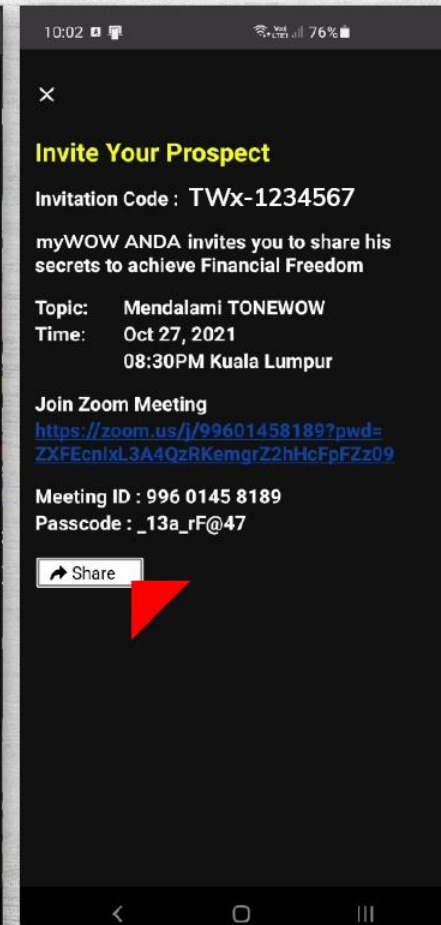 10:02
76%
×
Invite Your Prospect
Invitation Code : TWx-1234567
myWOW ANDA invites you to share his
secrets to achieve Financial Freedom
Topic: Mendalami TONEWOW
Time: Oct 27, 2021
08:30PM Kuala Lumpur
Join Zoom Meeting
https://zoom.us/j/99601458189?pwd=
ZXFEcnIxL3A4QzRKemgrZ2hHcFpFZz09
Meeting ID : 996 0145 8189
Passcode : _13a_rF@47
Share